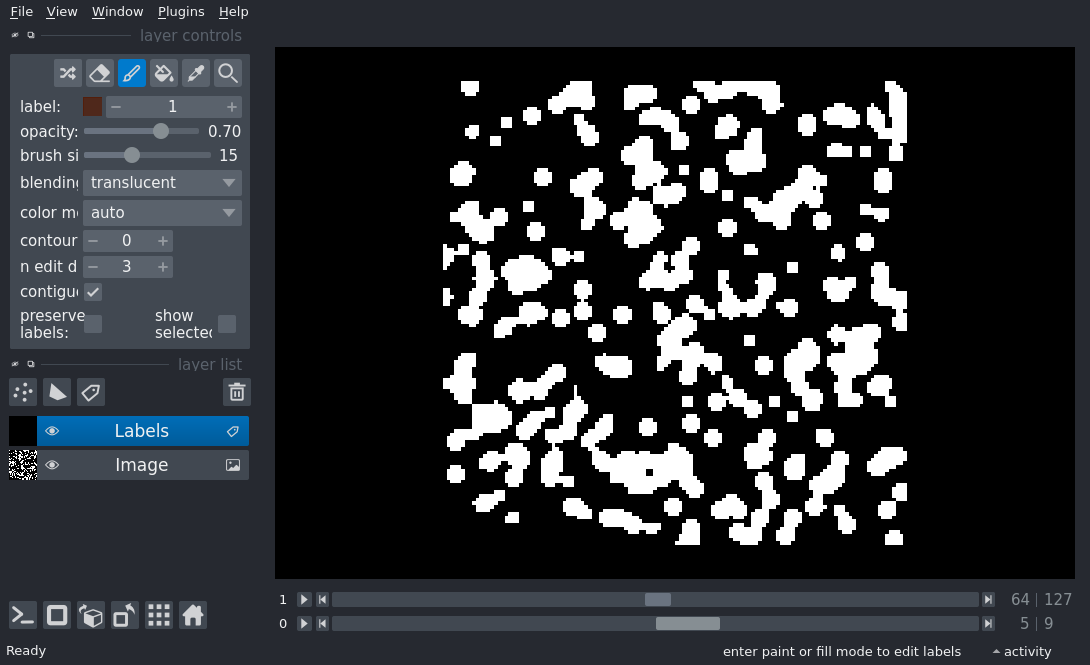 File View Window Plugins Help
layer controls
label: 1
opacity: 0.70
brush si 15
blending translucent
color m auto
contour 0
n edit d 3
contigu
preserve labels: show selected
layer list
Labels
Image
1 64 | 127
0 5 | 9
Ready enter paint or fill mode to edit labels activity